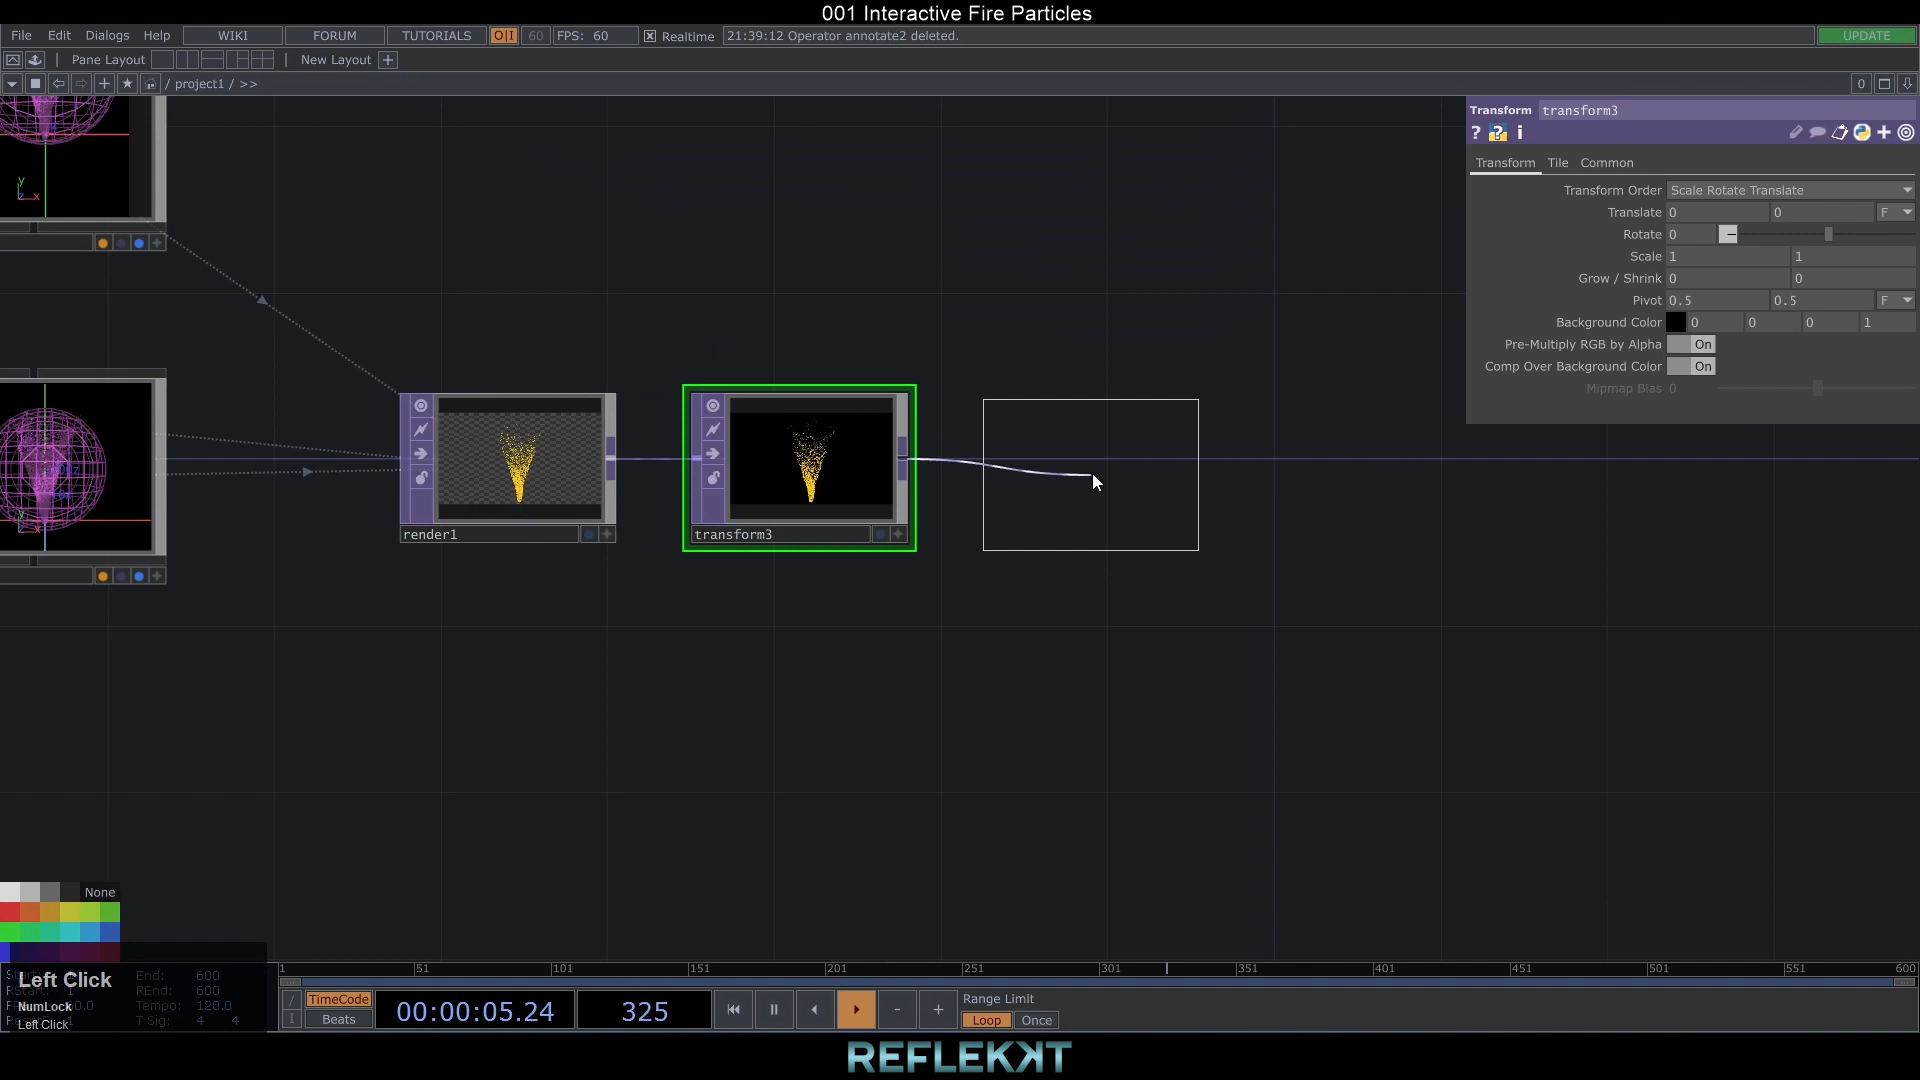 001 Interactive Fire Particles
File Edit Dialogs Help WIKI FORUM TUTORIALS O|I 60 FPS: 60 Realtime 21:39:12 Operator annotate2 deleted. UPDATE
Pane Layout New Layout +
/ project1 / >> 0
Transform transform3
? ? i
Transform Tile Common
Transform Order Scale Rotate Translate
Translate 0 0 F
Rotate 0
Scale 1 1
Grow / Shrink 0 0
Pivot 0.5 0.5 F
Background Color 0 0 0 1
Pre-Multiply RGB by Alpha On
Comp Over Background Color On
Mipmap Bias 0
y
z x
render1
transform3
None
1 51 101 151 201 251 301 351 401 451 501 551 600
Left Click
NumLock
Left Click
End: 600
REnd: 600
Tempo: 120.0
T Sig: 4 4
TimeCode
Beats
00:00:05.24 325
- +
Range Limit
Loop Once
REFLEKKT